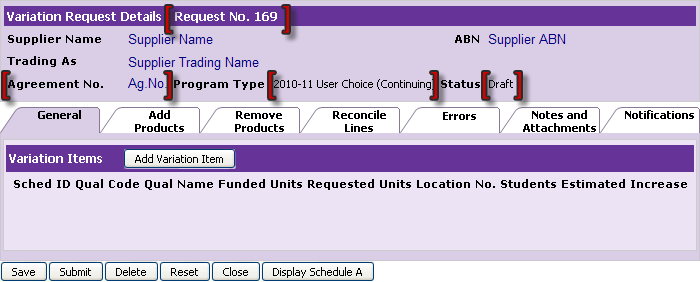 Variation Request Details Request No. 169
Supplier Name Supplier Name ABN Supplier ABN
Trading As Supplier Trading Name
Agreement No. Ag.No. Program Type 2010-11 User Choice (Continuing) Status Draft
General Add Products Remove Products Reconcile Lines Errors Notes and Attachments Notifications
Variation Items Add Variation Item
Sched ID Qual Code Qual Name Funded Units Requested Units Location No. Students Estimated Increase
Save Submit Delete Reset Close Display Schedule A